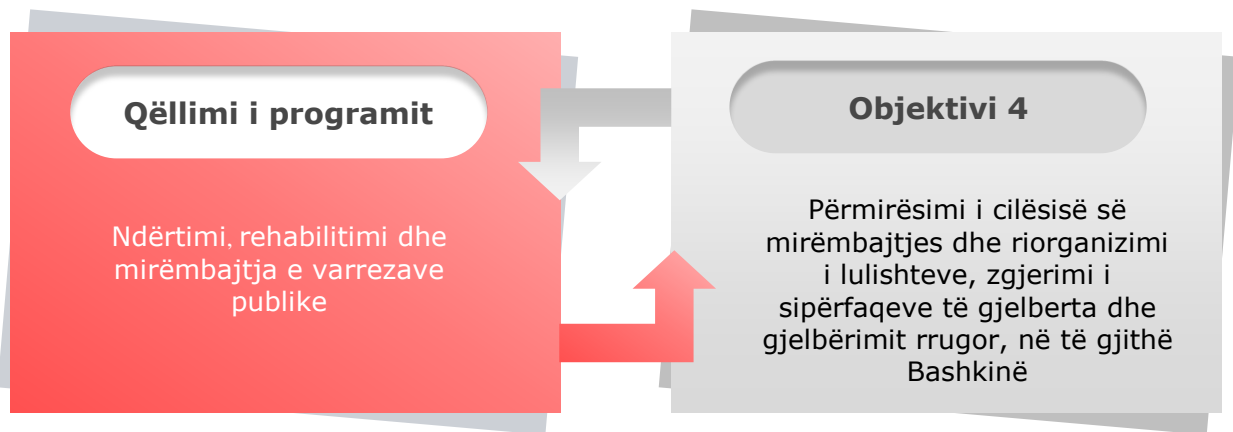 Qëllimi i programit
Ndërtimi, rehabilitimi dhe
mirëmbajtja e varrezave
publike
Objektivi 4
Përmirësimi i cilësisë së
mirëmbajtjes dhe riorganizimi
i lulishteve, zgjerimi i
sipërfaqeve të gjelberta dhe
gjelbërimit rrugor, në të gjithë
Bashkinë